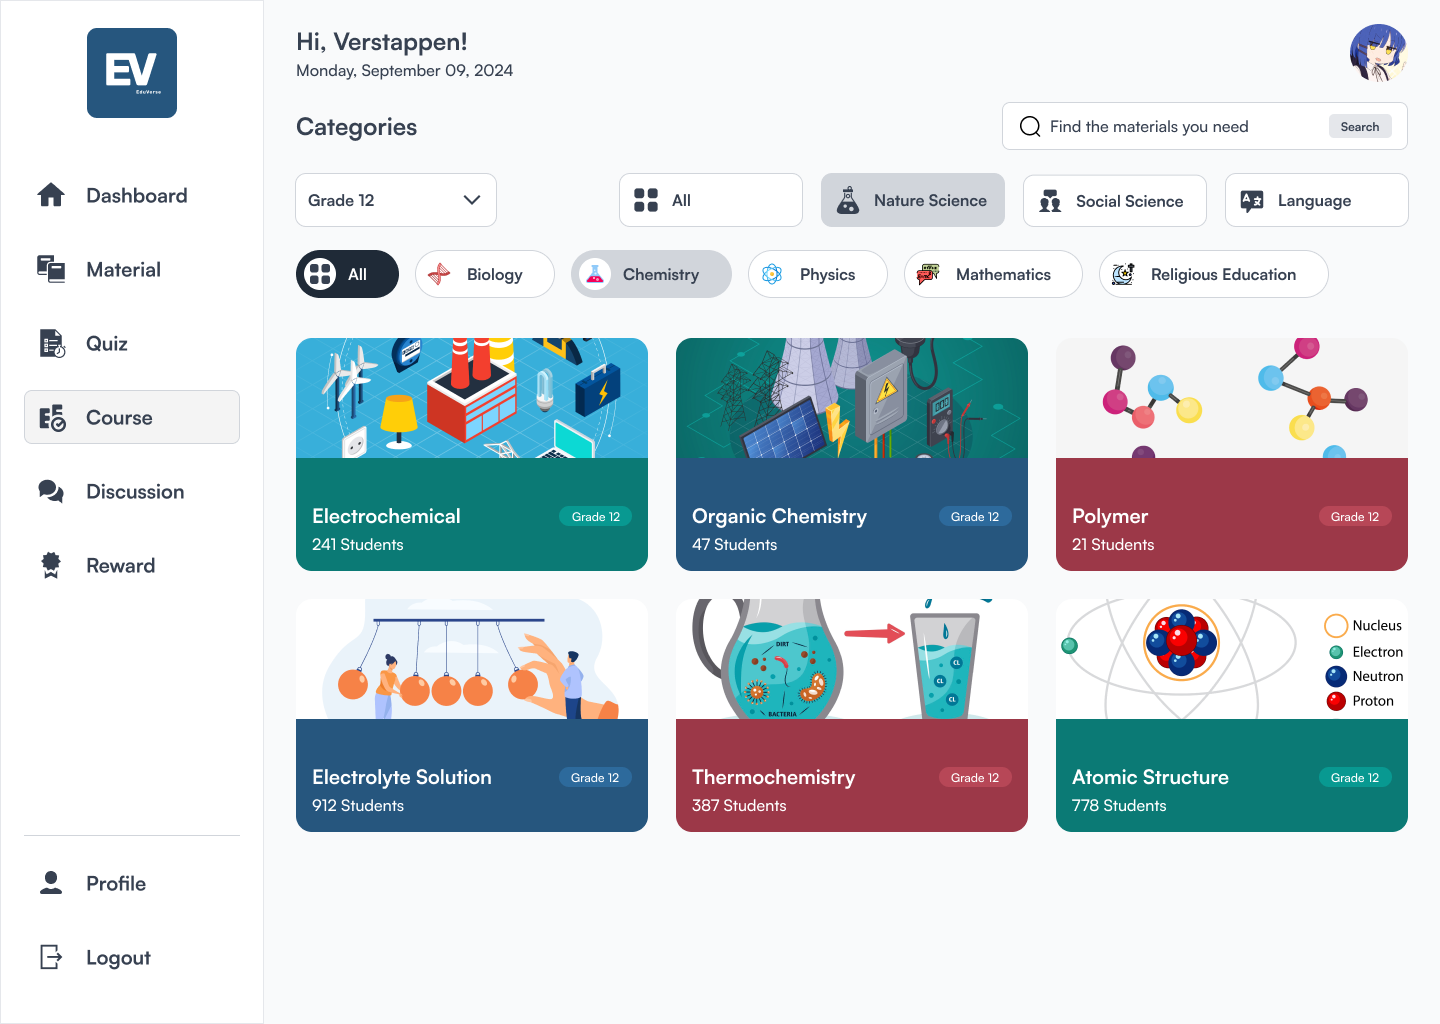 EV
EduVerse
Dashboard
Material
Quiz
Course
Discussion
Reward
Profile
Logout
Hi, Verstappen!
Monday, September 09, 2024
Categories
Find the materials you need
Search
Grade 12
All
Nature Science
Social Science
Language
All
Biology
Chemistry
Physics
Mathematics
Religious Education
Electrochemical
Grade 12
241 Students
Organic Chemistry
Grade 12
47 Students
Polymer
Grade 12
21 Students
Electrolyte Solution
Grade 12
912 Students
DIRT
BACTERIA
CL
CL
CL
Thermochemistry
Grade 12
387 Students
Nucleus
Electron
Neutron
Proton
Atomic Structure
Grade 12
778 Students